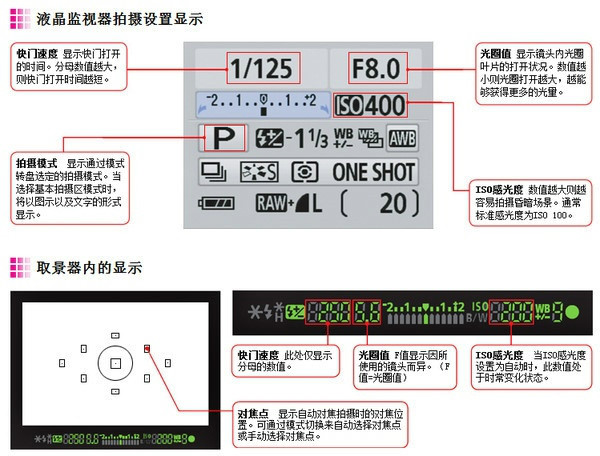 液晶监视器拍摄设置显示
快门速度 显示快门打开
的时间。分母数值越大，
则快门打开时间越短。
1/125
F8.0
光圈值 显示镜头内光圈
叶片的打开状况。数值越
小则光圈打开越大，越能
够获得更多的光量。
-2..1..0..1..+2
ISO400
拍摄模式 显示通过模式
转盘选定的拍摄模式。当
选择基本拍摄区模式时，
将以图示以及文字的形式
显示。
P
-1 1/3
WB
+/-
AWB
S
ONE SHOT
RAW+ L
( 20 )
ISO感光度 数值越大则越
容易拍摄昏暗场景。通常
标准感光度为ISO 100。
取景器内的显示
-2..1..▼..1..+2 ISO
B/W
WB
快门速度 此处仅显示
分母的数值。
光圈值 F值显示因所
使用的镜头而异。（F
值=光圈值）
ISO感光度 当ISO感光度
设置为自动时，此数值处
于时常变化状态。
对焦点 显示自动对焦拍摄时的对焦位
置。可通过模式切换来自动选择对焦点
或手动选择对焦点。